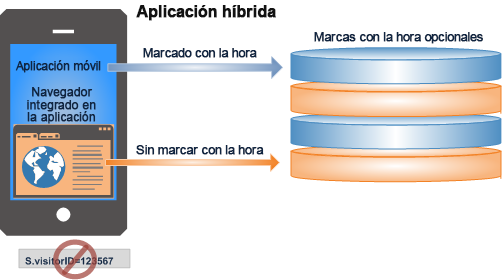 Aplicación híbrida
Marcado con la hora
Marcas con la hora opcionales
Aplicación móvil
Navegador
integrado en
la aplicación
Sin marcar con la hora
S.visitorID=123567